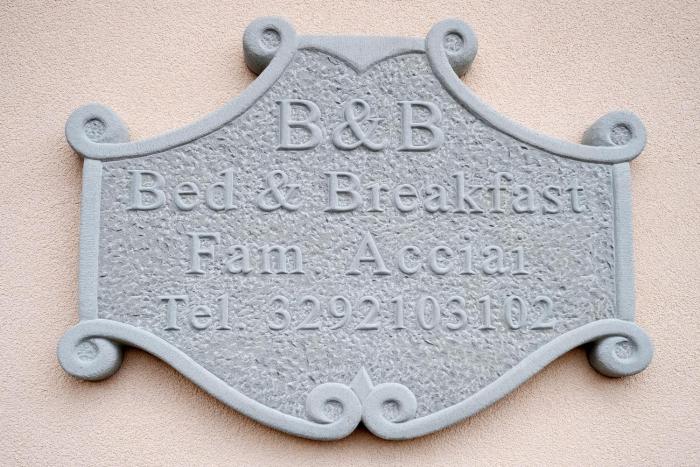 B&B
Bed & Breakfast
Fam Acciai
Tel. 3292103102